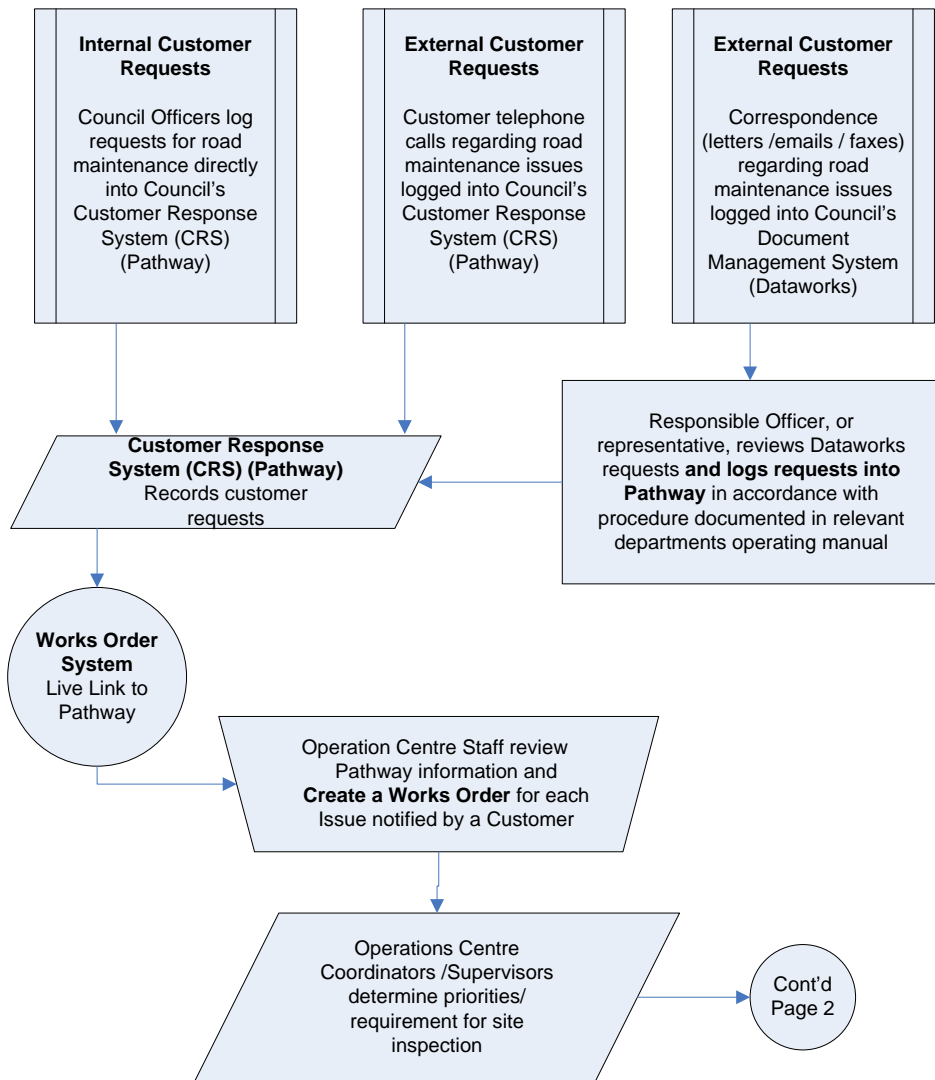 Internal Customer
Requests
Council Officers log
requests for road
maintenance directly
into Council's
Customer Response
System (CRS)
(Pathway)
External Customer
Requests
Customer telephone
calls regarding road
maintenance issues
logged into Council's
Customer Response
System (CRS)
(Pathway)
External Customer
Requests
Correspondence
(letters /emails / faxes)
regarding road
maintenance issues
logged into Council's
Document
Management System
(Dataworks)
Customer Response
System (CRS) (Pathway)
Records customer
requests
Responsible Officer, or
representative, reviews Dataworks
requests and logs requests into
Pathway in accordance with
procedure documented in relevant
departments operating manual
Works Order
System
Live Link to
Pathway
Operation Centre Staff review
Pathway information and
Create a Works Order for each
Issue notified by a Customer
Operations Centre
Coordinators /Supervisors
determine priorities/
requirement for site
inspection
Cont'd
Page 2